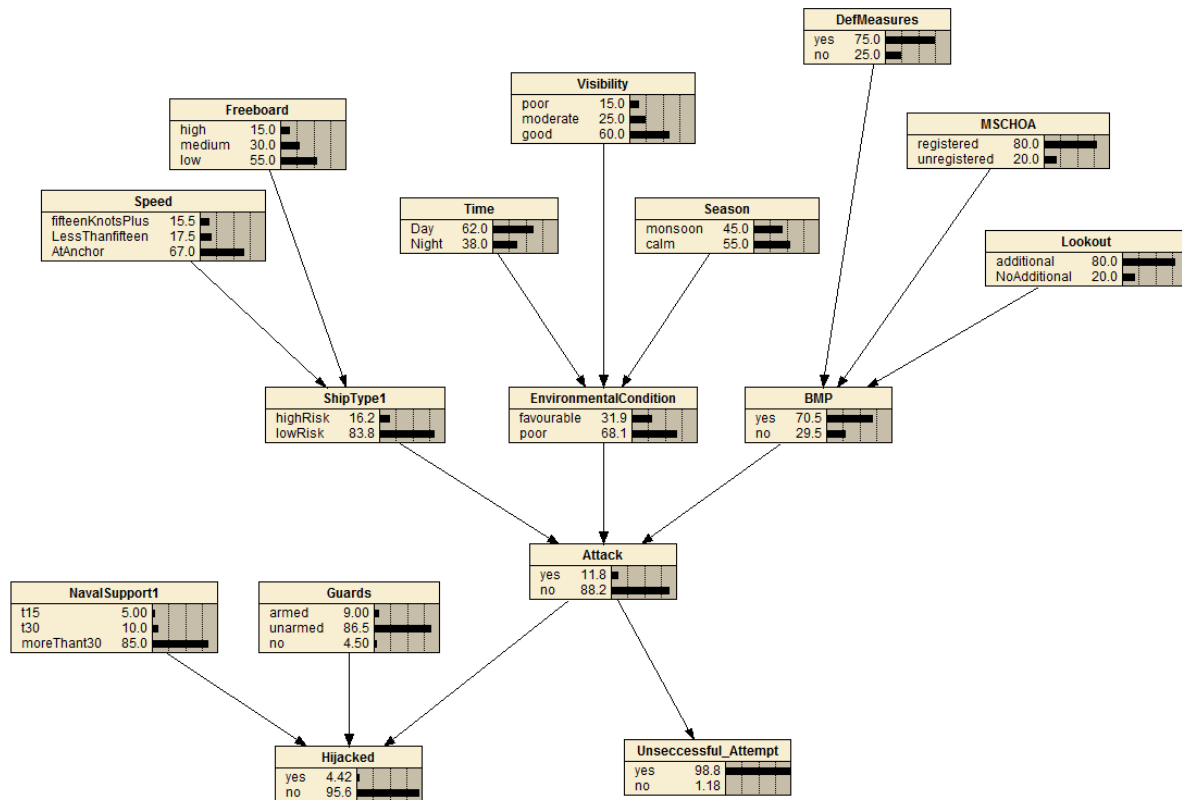 DefMeasures
yes 75.0
no 25.0
Visibility
poor 15.0
moderate 25.0
good 60.0
Freeboard
high 15.0
medium 30.0
low 55.0
MSCHOA
registered 80.0
unregistered 20.0
Speed
fifteenKnotsPlus 15.5
LessThanfifteen 17.5
AtAnchor 67.0
Time
Day 62.0
Night 38.0
Season
monsoon 45.0
calm 55.0
Lookout
additional 80.0
NoAdditional 20.0
ShipType1
highRisk 16.2
lowRisk 83.8
EnvironmentalCondition
favourable 31.9
poor 68.1
BMP
yes 70.5
no 29.5
Attack
yes 11.8
no 88.2
NavalSupport1
t15 5.00
t30 10.0
moreThant30 85.0
Guards
armed 9.00
unarmed 86.5
no 4.50
Hijacked
yes 4.42
no 95.6
Unseccessful_Attempt
yes 98.8
no 1.18